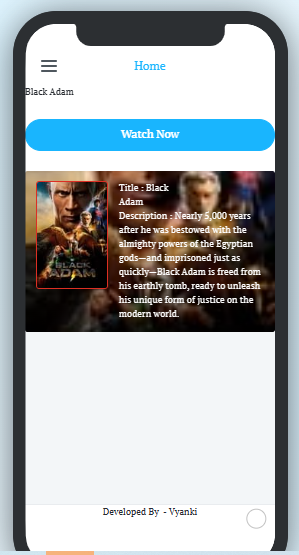 Home
Black Adam
Watch Now
Title : Black
Adam
Description : Nearly 5,000 years
after he was bestowed with the
almighty powers of the Egyptian
gods—and imprisoned just as
quickly—Black Adam is freed from
his earthly tomb, ready to unleash
his unique form of justice on the
modern world.
BLACK
ADAM
Developed By - Vyanki